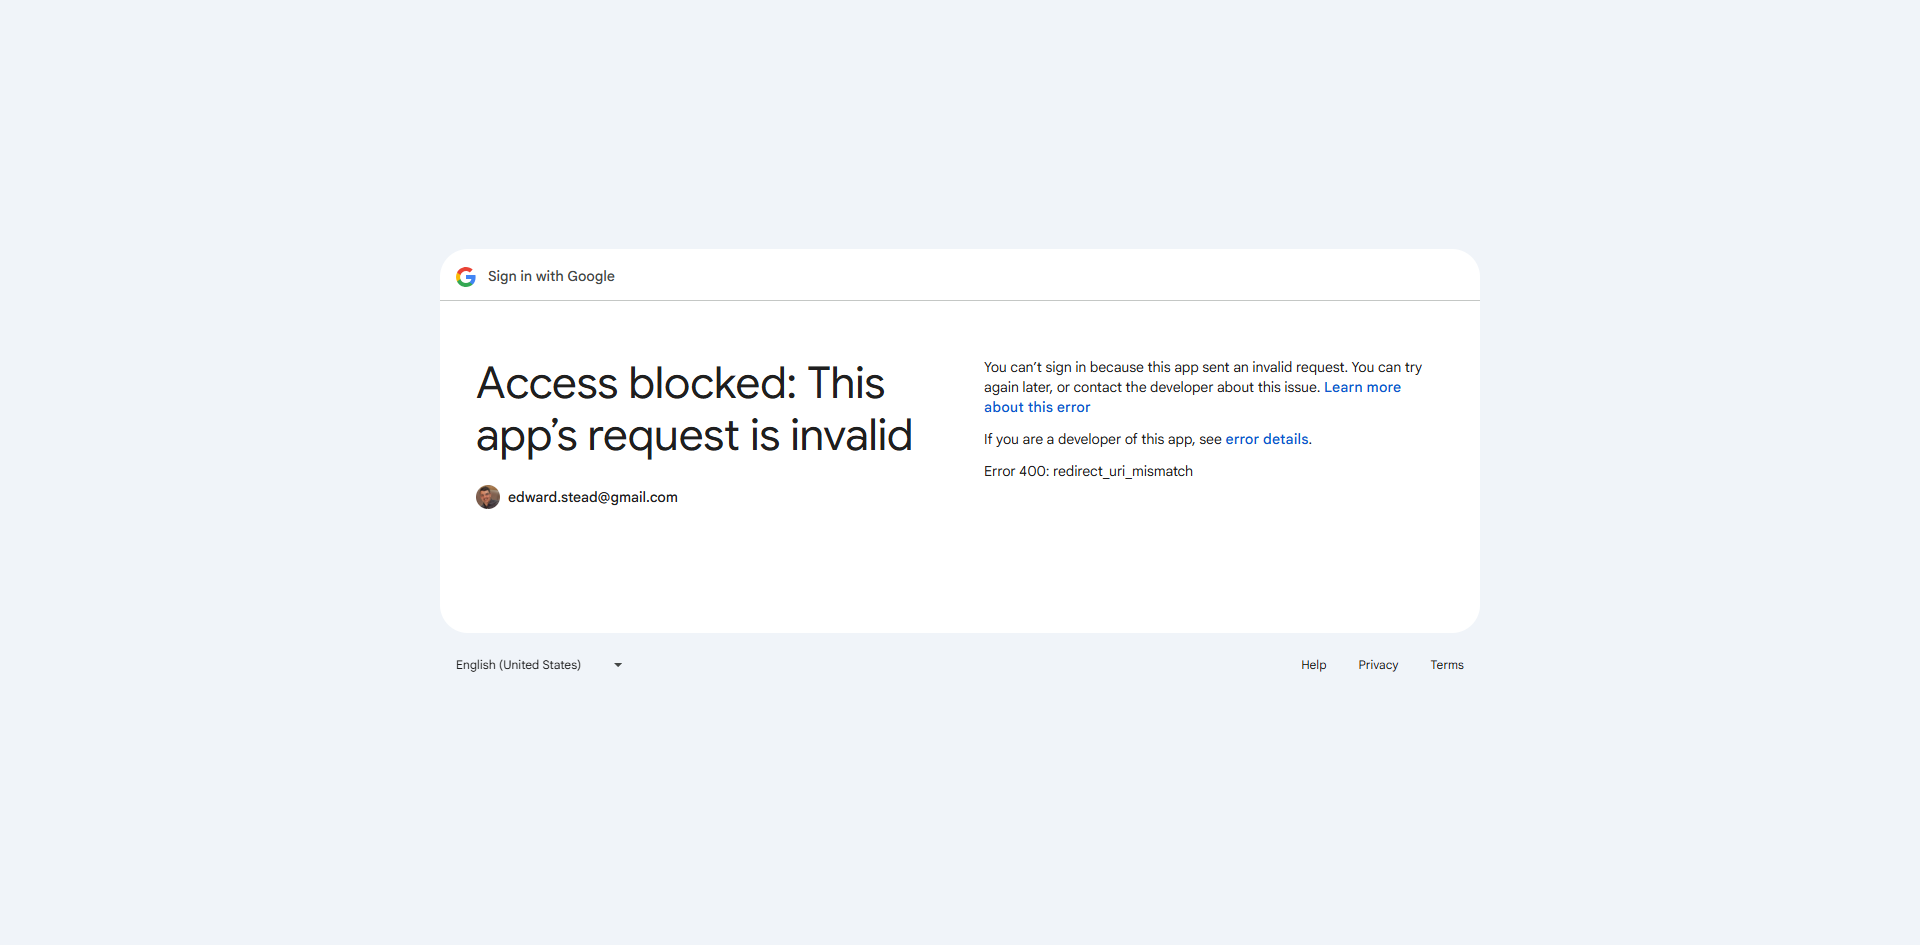 Sign in with Google
Access blocked: This
app’s request is invalid
edward.stead@gmail.com
You can’t sign in because this app sent an invalid request. You can try
again later, or contact the developer about this issue. Learn more
about this error
If you are a developer of this app, see error details.
Error 400: redirect_uri_mismatch
English (United States)
Help
Privacy
Terms